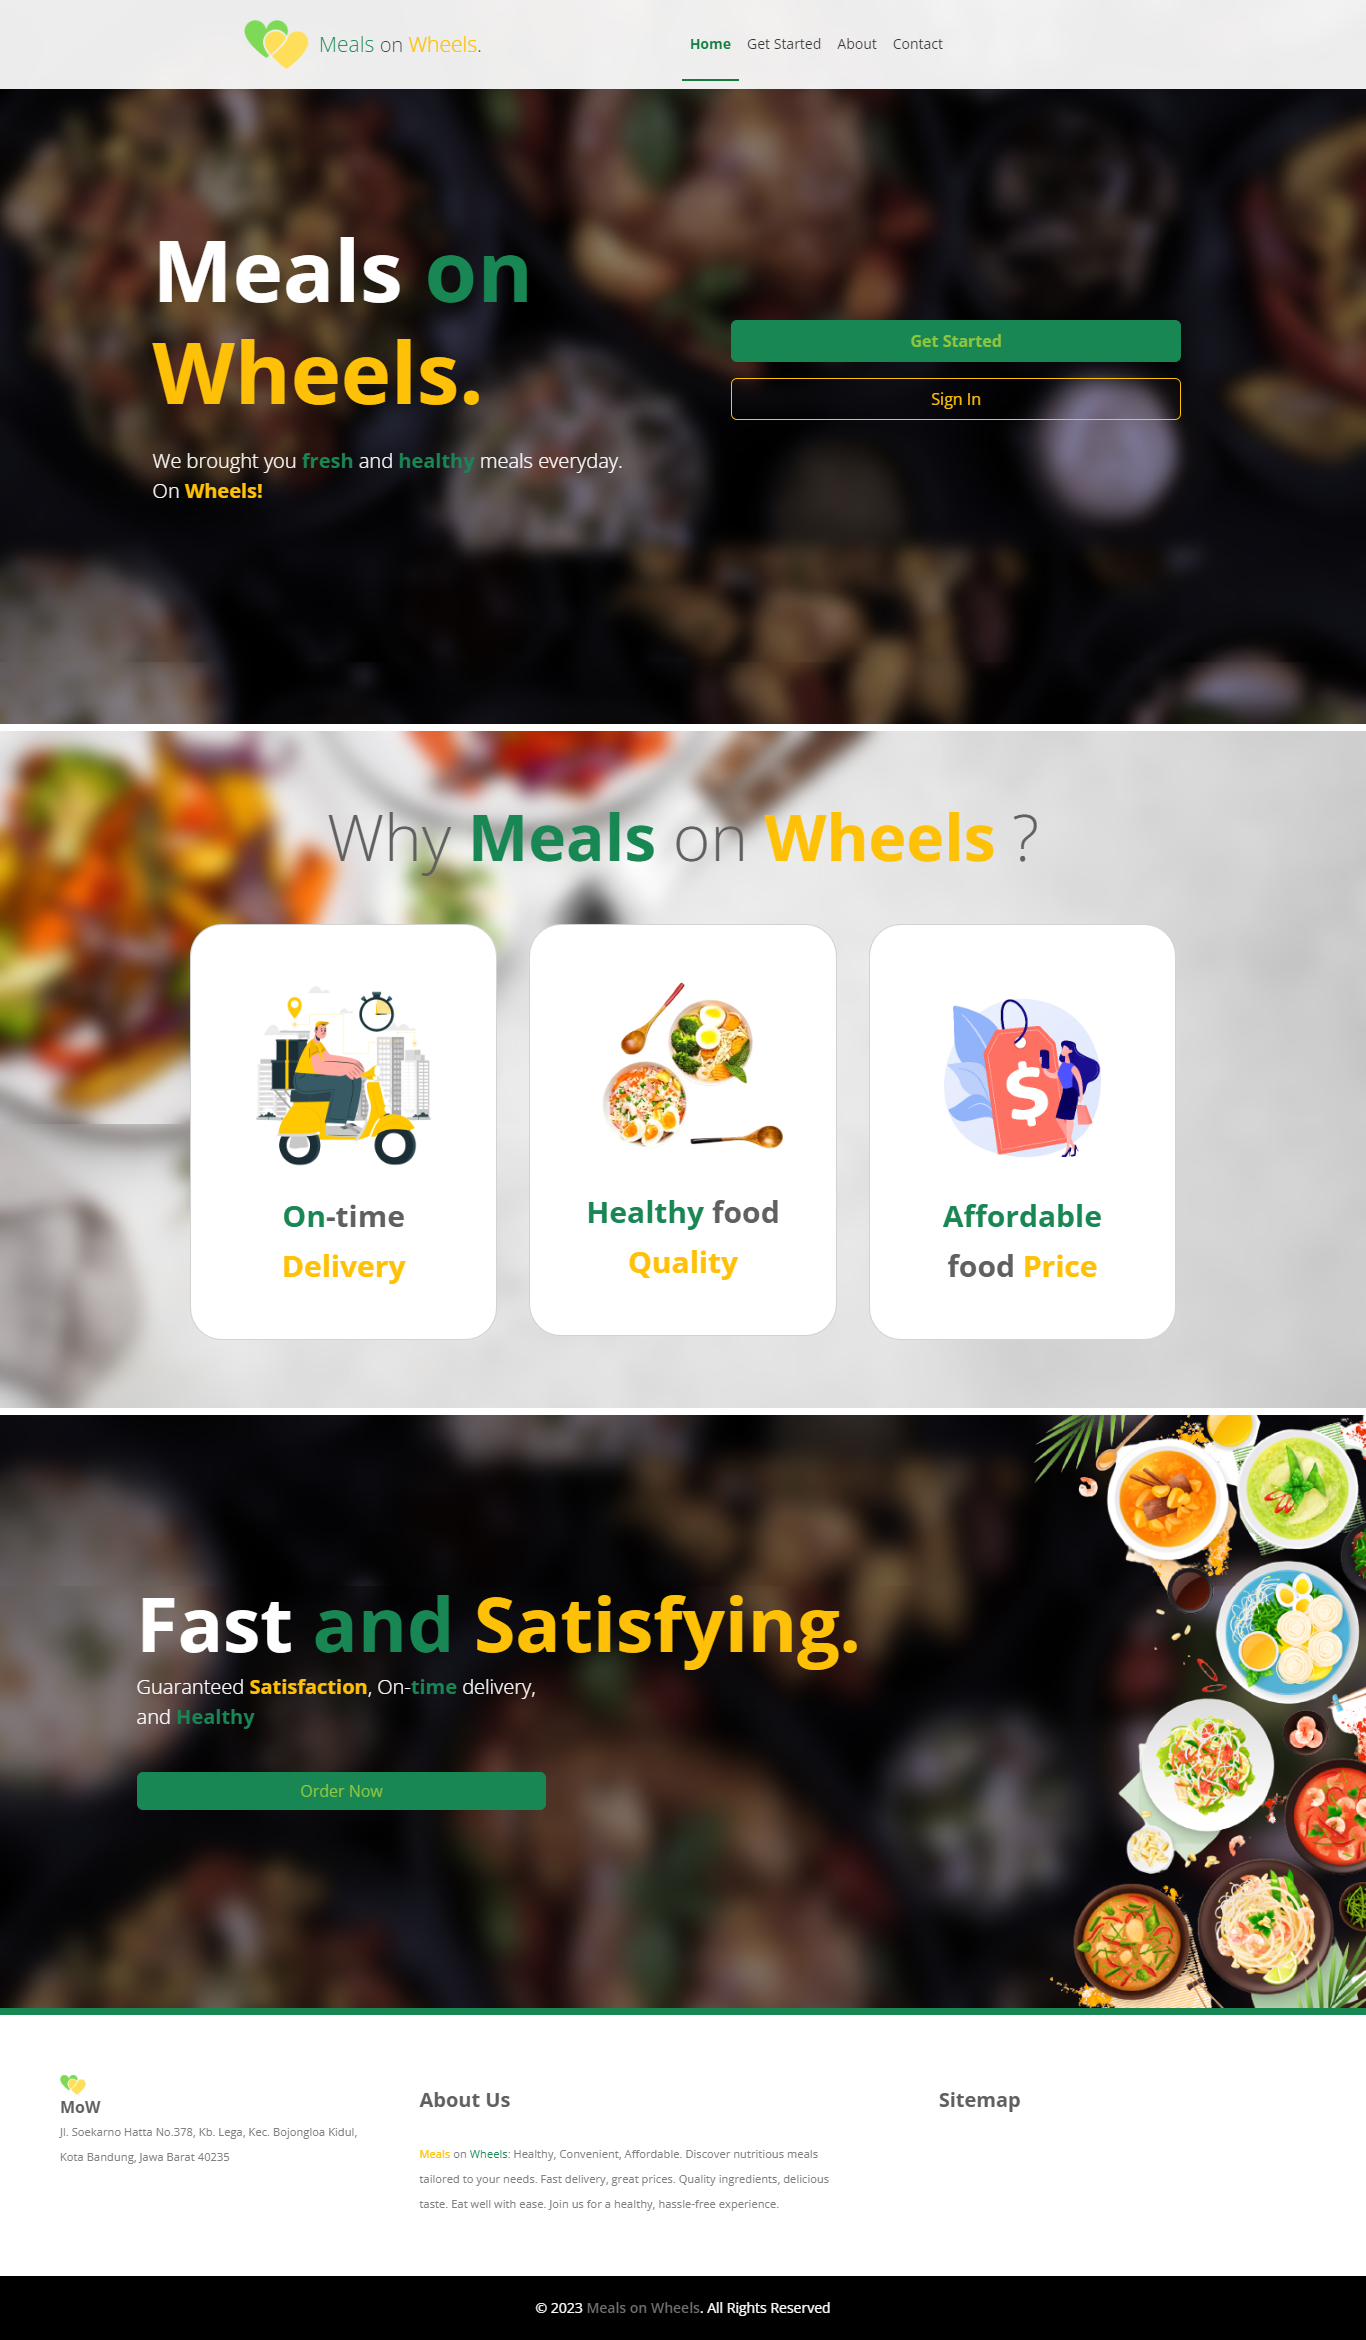 Meals on Wheels.
Home Get Started About Contact
Meals on
Wheels.
We brought you fresh and healthy meals everyday.
On Wheels!
Get Started
Sign In
Why Meals on Wheels ?
On-time
Delivery
Healthy food
Quality
Affordable
food Price
Fast and Satisfying.
Guaranteed Satisfaction, On-time delivery,
and Healthy
Order Now
MoW
Jl. Soekarno Hatta No.378, Kb. Lega, Kec. Bojongloa Kidul,
Kota Bandung, Jawa Barat 40235
About Us
Meals on Wheels: Healthy, Convenient, Affordable. Discover nutritious meals
tailored to your needs. Fast delivery, great prices. Quality ingredients, delicious
taste. Eat well with ease. Join us for a healthy, hassle-free experience.
Sitemap
© 2023 Meals on Wheels. All Rights Reserved